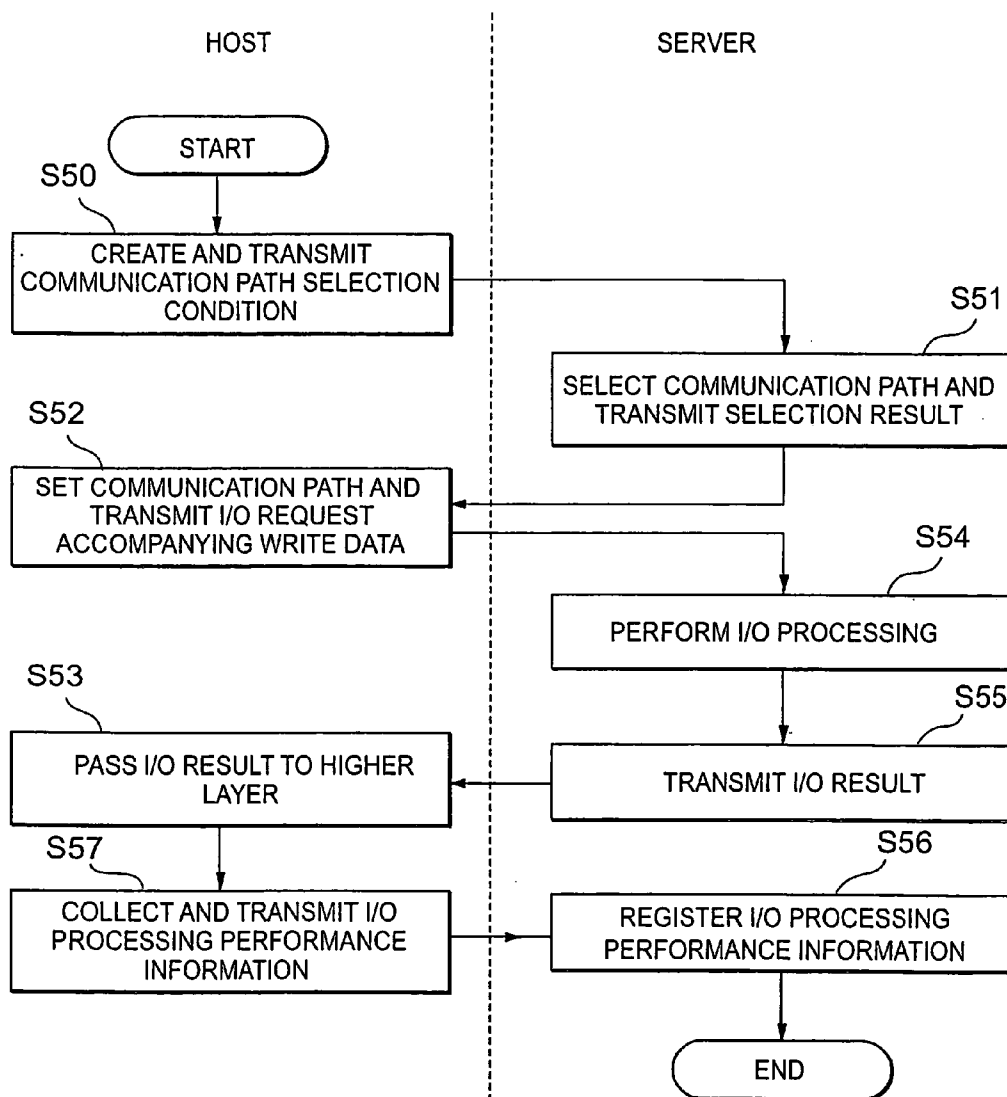 HOST
SERVER
START
S50
CREATE AND TRANSMIT
COMMUNICATION PATH SELECTION
CONDITION
S51
SELECT COMMUNICATION PATH AND
TRANSMIT SELECTION RESULT
S52
SET COMMUNICATION PATH AND
TRANSMIT I/O REQUEST
ACCOMPANYING WRITE DATA
S54
PERFORM I/O PROCESSING
S53
PASS I/O RESULT TO HIGHER
LAYER
S55
TRANSMIT I/O RESULT
S57
COLLECT AND TRANSMIT I/O
PROCESSING PERFORMANCE
INFORMATION
S56
REGISTER I/O PROCESSING
PERFORMANCE INFORMATION
END